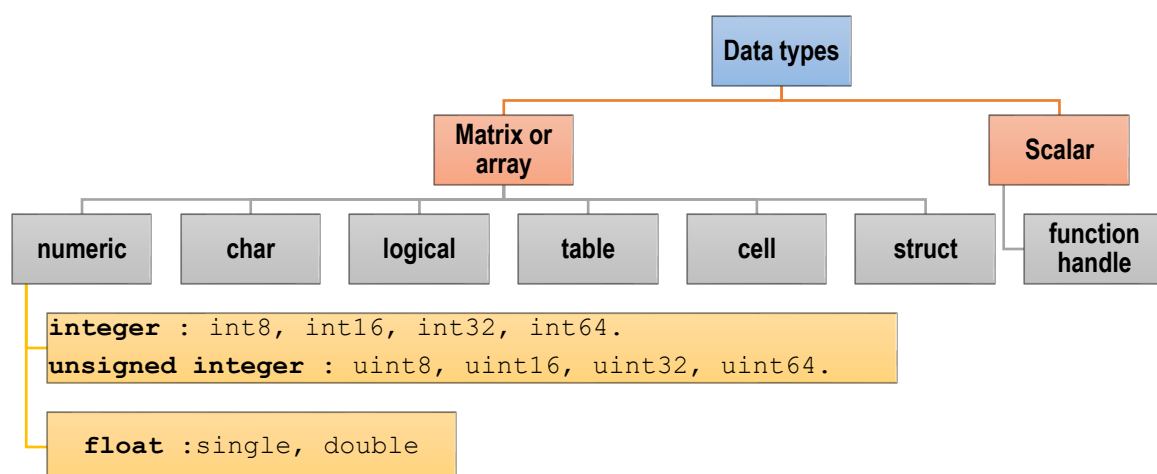 Data types
Matrix or
array
Scalar
numeric
char
logical
table
cell
struct
function
handle
integer : int8, int16, int32, int64.
unsigned integer : uint8, uint16, uint32, uint64.
float :single, double